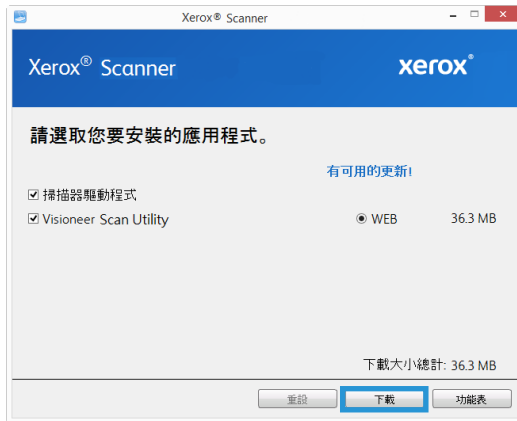 Xerox® Scanner
Xerox® Scanner
xerox®
請選取您要安裝的應用程式。
有可用的更新!
掃描器驅動程式
Visioneer Scan Utility WEB 36.3 MB
下載大小總計: 36.3 MB
重設 下載 功能表